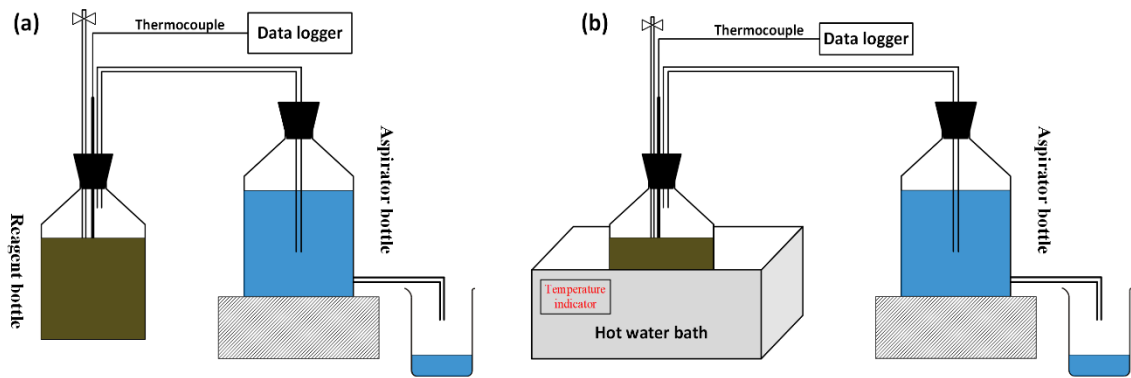 (a)
Thermocouple
Data logger
Reagent bottle
Aspirator bottle
(b)
Thermocouple
Data logger
Temperature
indicator
Hot water bath
Aspirator bottle